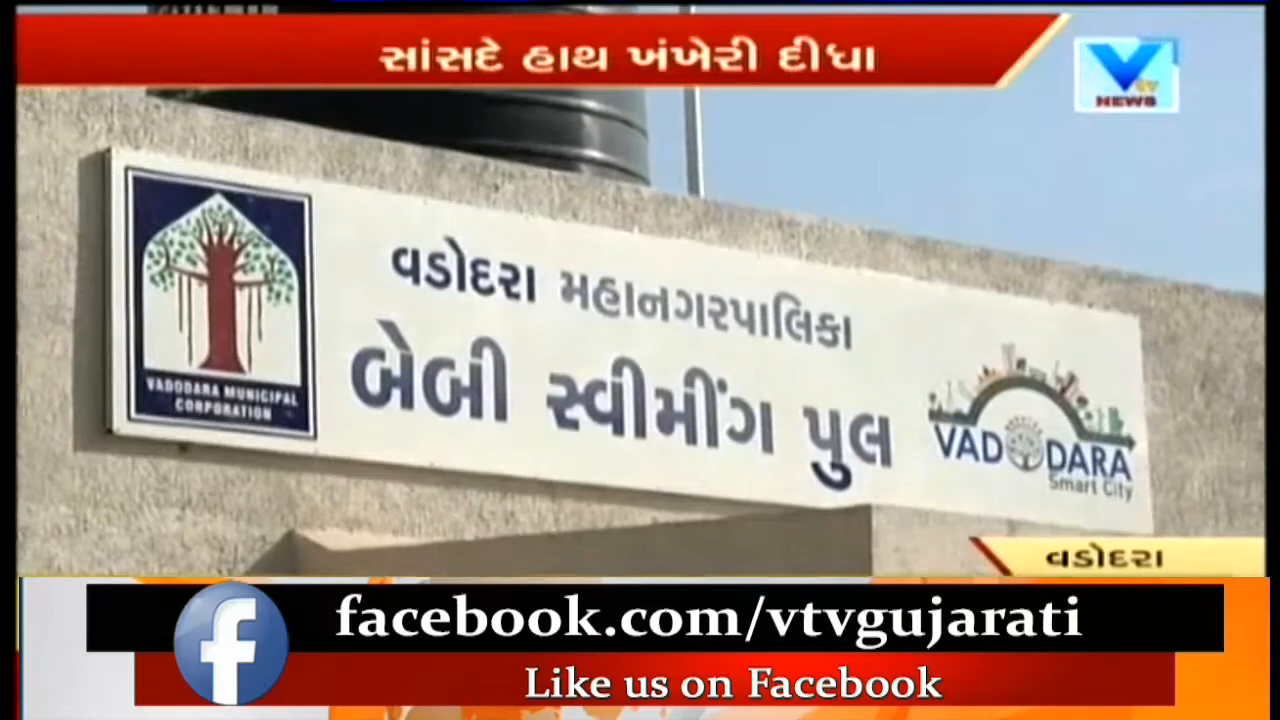 સાંસદે હાથ ખંખેરી દીધા
V
TV
NEWS
વડોદરા મહાનગરપાલિકા
બેબી સ્વીમીંગ પુલ
VADODARA MUNICIPAL
CORPORATION
VADODARA
Smart City
વડોદરા
facebook.com/vtvgujarati
Like us on Facebook